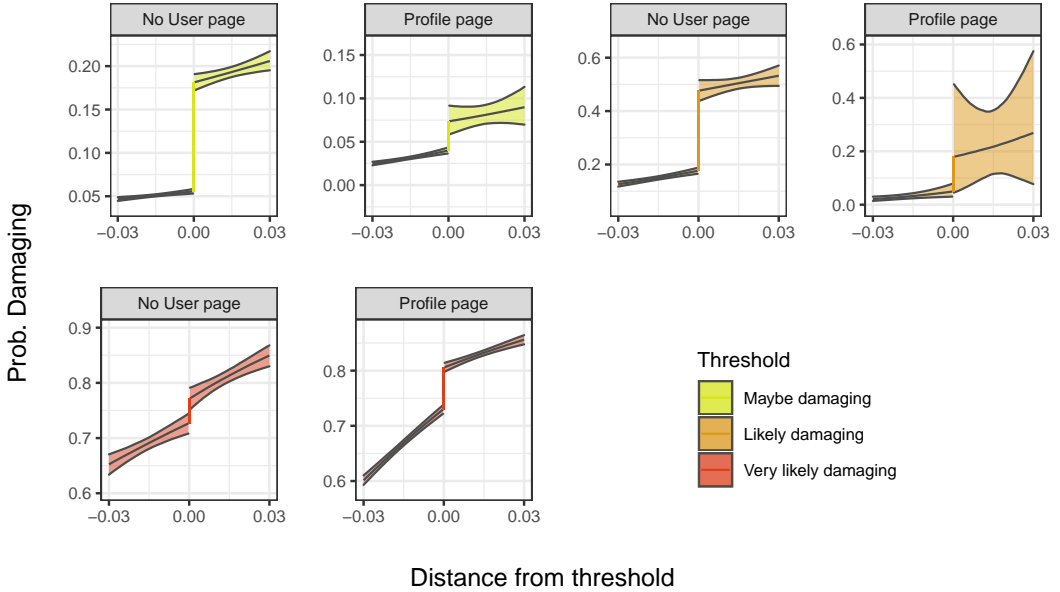 No User page
Profile page
No User page
Profile page
0.20
0.15
0.10
0.05
−0.03 0.00 0.03
0.15
0.10
0.05
0.00
−0.03 0.00 0.03
0.6
0.4
0.2
−0.03 0.00 0.03
0.6
0.4
0.2
0.0
−0.03 0.00 0.03
Prob. Damaging
No User page
Profile page
0.9
0.8
0.7
0.6
−0.03 0.00 0.03
0.8
0.7
0.6
−0.03 0.00 0.03
Threshold
Maybe damaging
Likely damaging
Very likely damaging
Distance from threshold